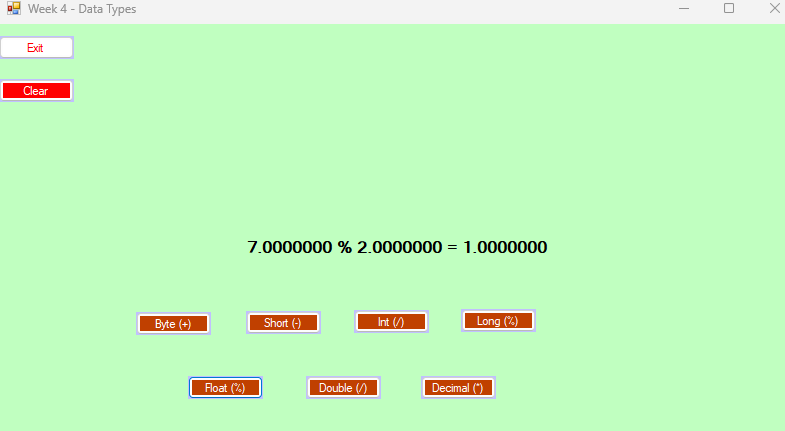 Week 4 - Data Types
Exit
Clear
7.0000000 % 2.0000000 = 1.0000000
Byte (+)
Short (-)
Int (/)
Long (%)
Float (%)
Double (/)
Decimal (*)